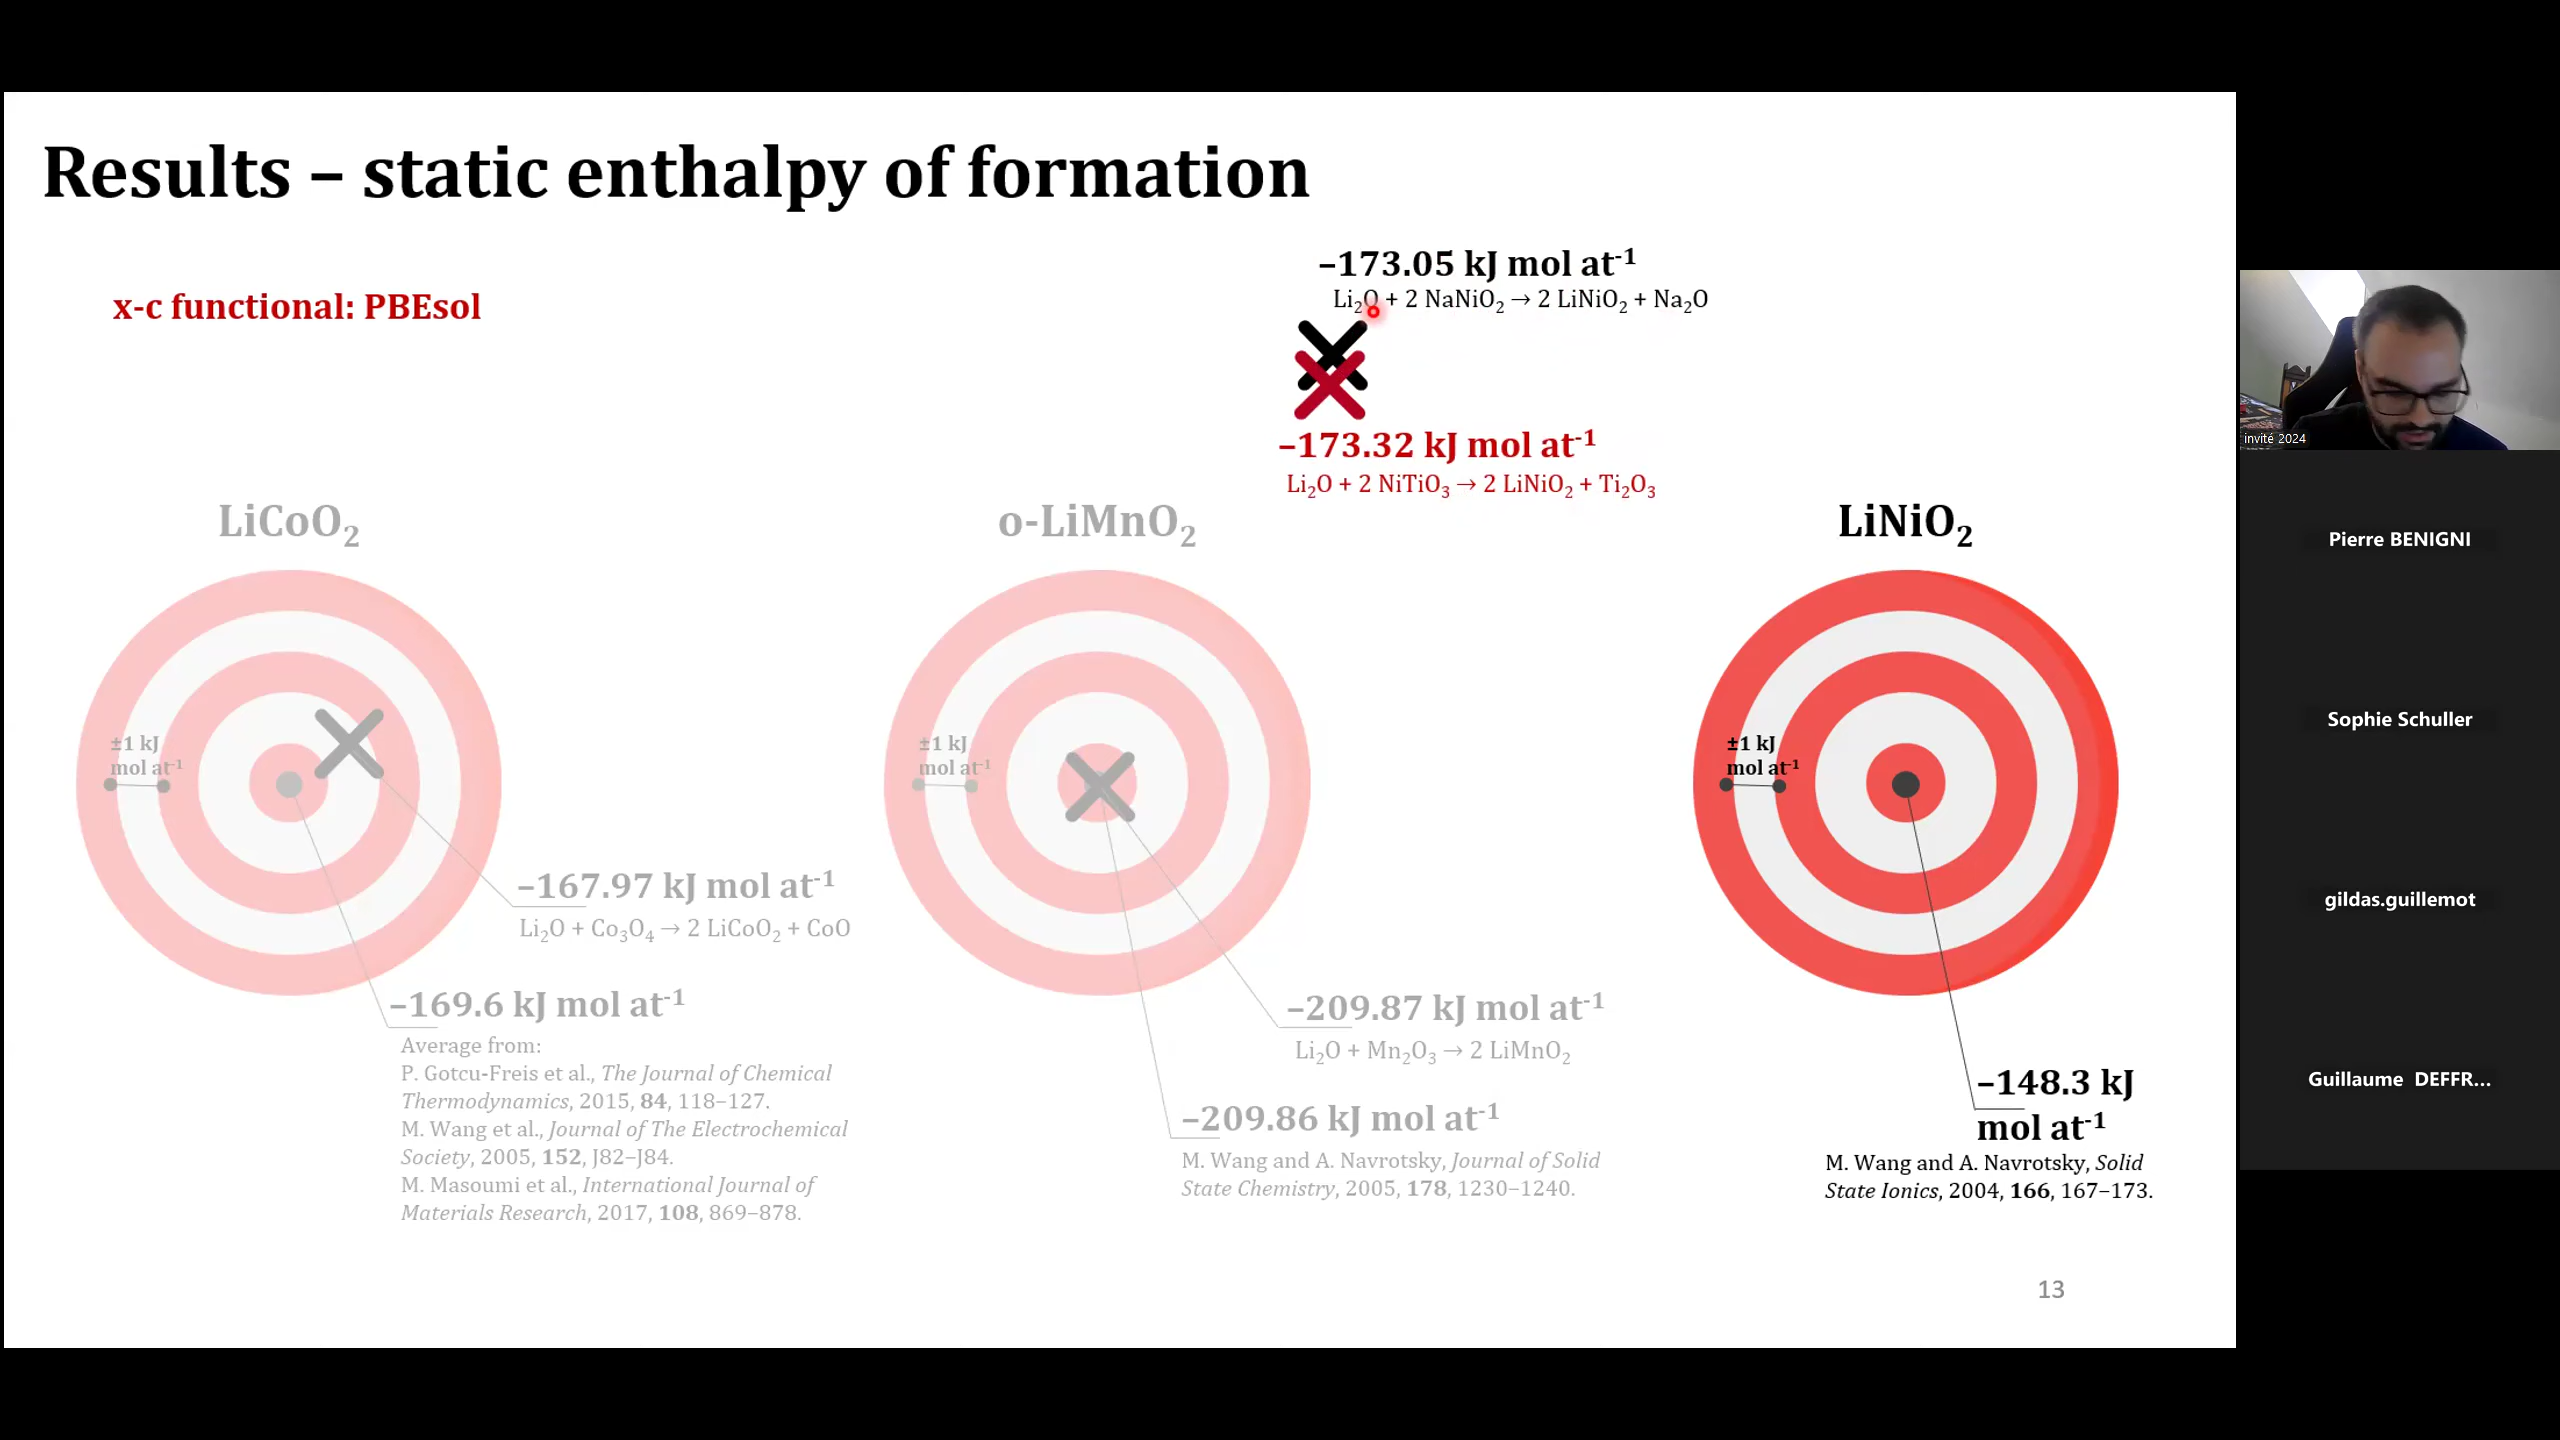 Results – static enthalpy of formation
x-c functional: PBEsol
–173.05 kJ mol at⁻¹
Li₂O + 2 NaNiO₂ → 2 LiNiO₂ + Na₂O
–173.32 kJ mol at⁻¹
Li₂O + 2 NiTiO₃ → 2 LiNiO₂ + Ti₂O₃
LiCoO₂
±1 kJ
mol at⁻¹
–167.97 kJ mol at⁻¹
Li₂O + Co₃O₄ → 2 LiCoO₂ + CoO
–169.6 kJ mol at⁻¹
Average from:
P. Gotcu-Freis et al., The Journal of Chemical
Thermodynamics, 2015, 84, 118–127.
M. Wang et al., Journal of The Electrochemical
Society, 2005, 152, J82–J84.
M. Masoumi et al., International Journal of
Materials Research, 2017, 108, 869–878.
o-LiMnO₂
±1 kJ
mol at⁻¹
–209.87 kJ mol at⁻¹
Li₂O + Mn₂O₃ → 2 LiMnO₂
–209.86 kJ mol at⁻¹
M. Wang and A. Navrotsky, Journal of Solid
State Chemistry, 2005, 178, 1230–1240.
LiNiO₂
±1 kJ
mol at⁻¹
–148.3 kJ
mol at⁻¹
M. Wang and A. Navrotsky, Solid
State Ionics, 2004, 166, 167–173.
13
invité 2024
Pierre BENIGNI
Sophie Schuller
gildas.guillemot
Guillaume DEFFR...